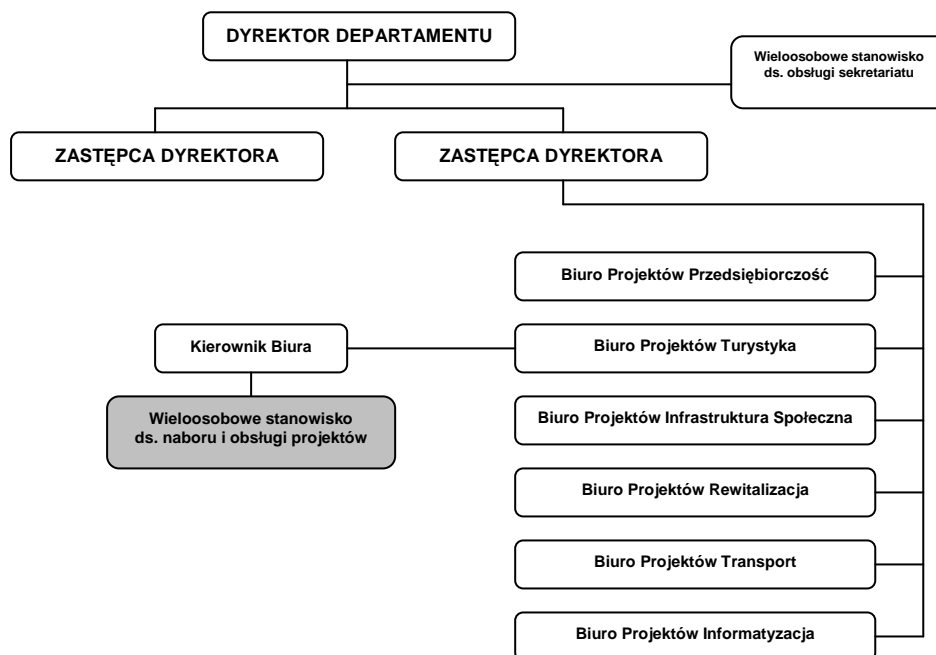 DYREKTOR DEPARTAMENTU
Wieloosobowe stanowisko
ds. obsługi sekretariatu
ZASTĘPCA DYREKTORA
ZASTĘPCA DYREKTORA
Biuro Projektów Przedsiębiorczość
Kierownik Biura
Biuro Projektów Turystyka
Wieloosobowe stanowisko
ds. naboru i obsługi projektów
Biuro Projektów Infrastruktura Społeczna
Biuro Projektów Rewitalizacja
Biuro Projektów Transport
Biuro Projektów Informatyzacja